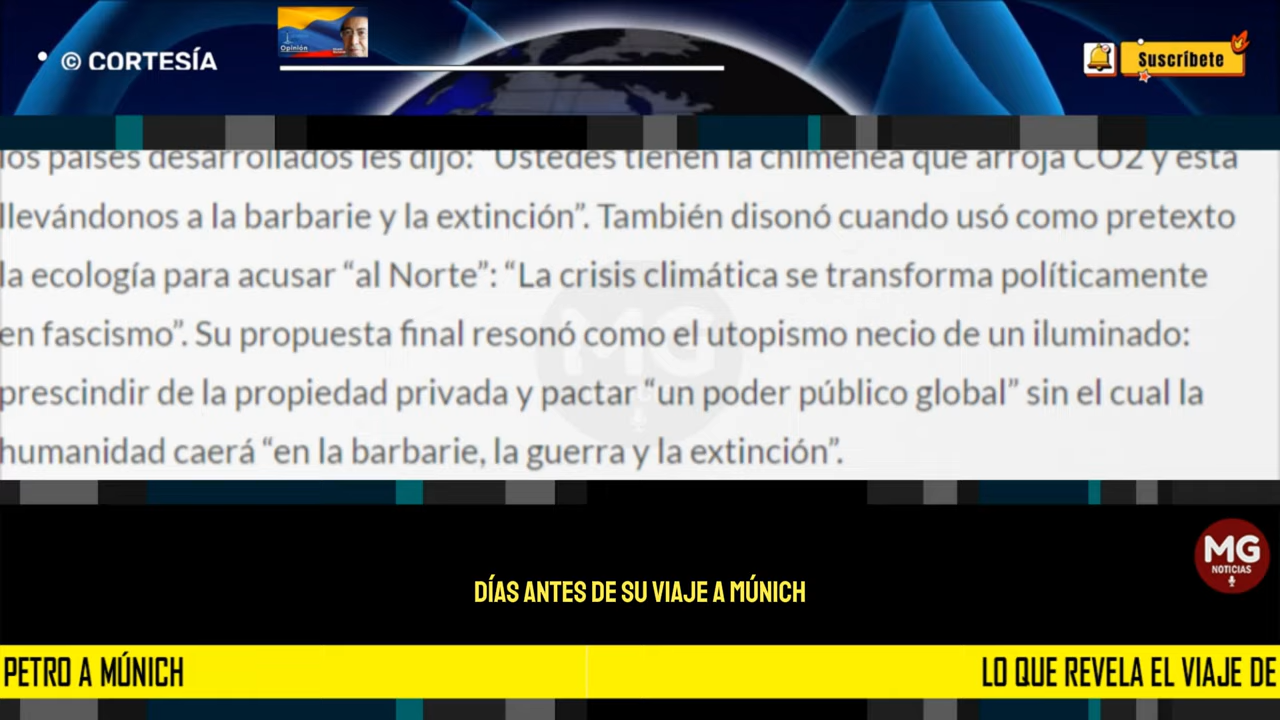 © CORTESÍA
Opinión
Suscríbete
los países desarrollados les dijo: “Ustedes tienen la chimenea que arroja CO2 y está
llevándonos a la barbarie y la extinción”. También disonó cuando usó como pretexto
la ecología para acusar “al Norte”: “La crisis climática se transforma políticamente
en fascismo”. Su propuesta final resonó como el utopismo necio de un iluminado:
prescindir de la propiedad privada y pactar “un poder público global” sin el cual la
humanidad caerá “en la barbarie, la guerra y la extinción”.
MG
MG
NOTICIAS
DÍAS ANTES DE SU VIAJE A MÚNICH
PETRO A MÚNICH
LO QUE REVELA EL VIAJE DE